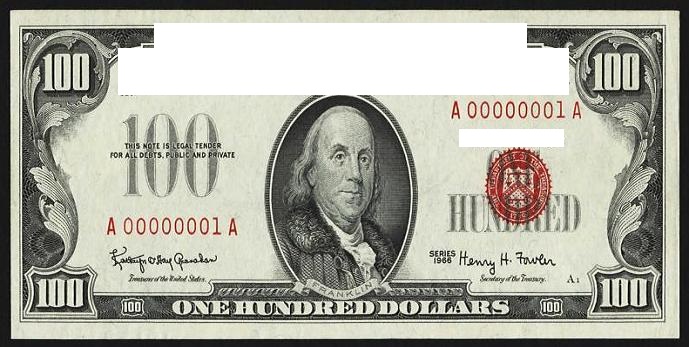 100 100
A 00000001 A
100
THIS NOTE IS LEGAL TENDER
FOR ALL DEBTS, PUBLIC AND PRIVATE
ONE
HUNDRED
A 00000001 A
Kathryn O'Hay Granahan
Treasurer of the United States.
SERIES
1966
Henry H. Fowler
Secretary of the Treasury.
A1
FRANKLIN
100 100 ONE HUNDRED DOLLARS 100 100